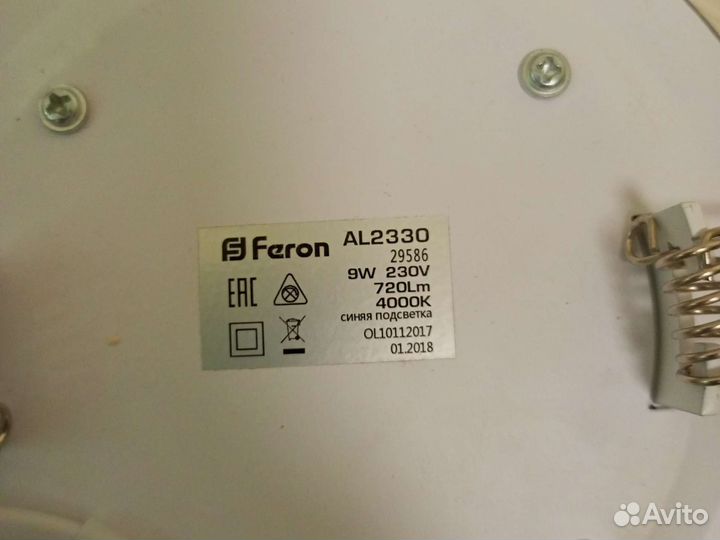 Feron AL2330
29586
9W 230V
720Lm
4000K
EAC
синяя подсветка
OL10112017
01.2018
Avito